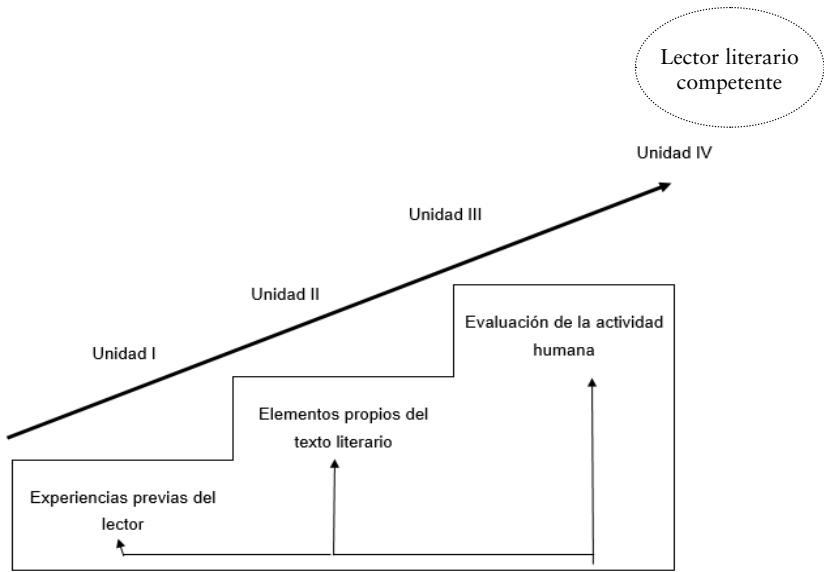 Lector literario
competente
Unidad IV
Unidad III
Unidad II
Unidad I
Evaluación de la actividad
humana
Elementos propios del
texto literario
Experiencias previas del
lector